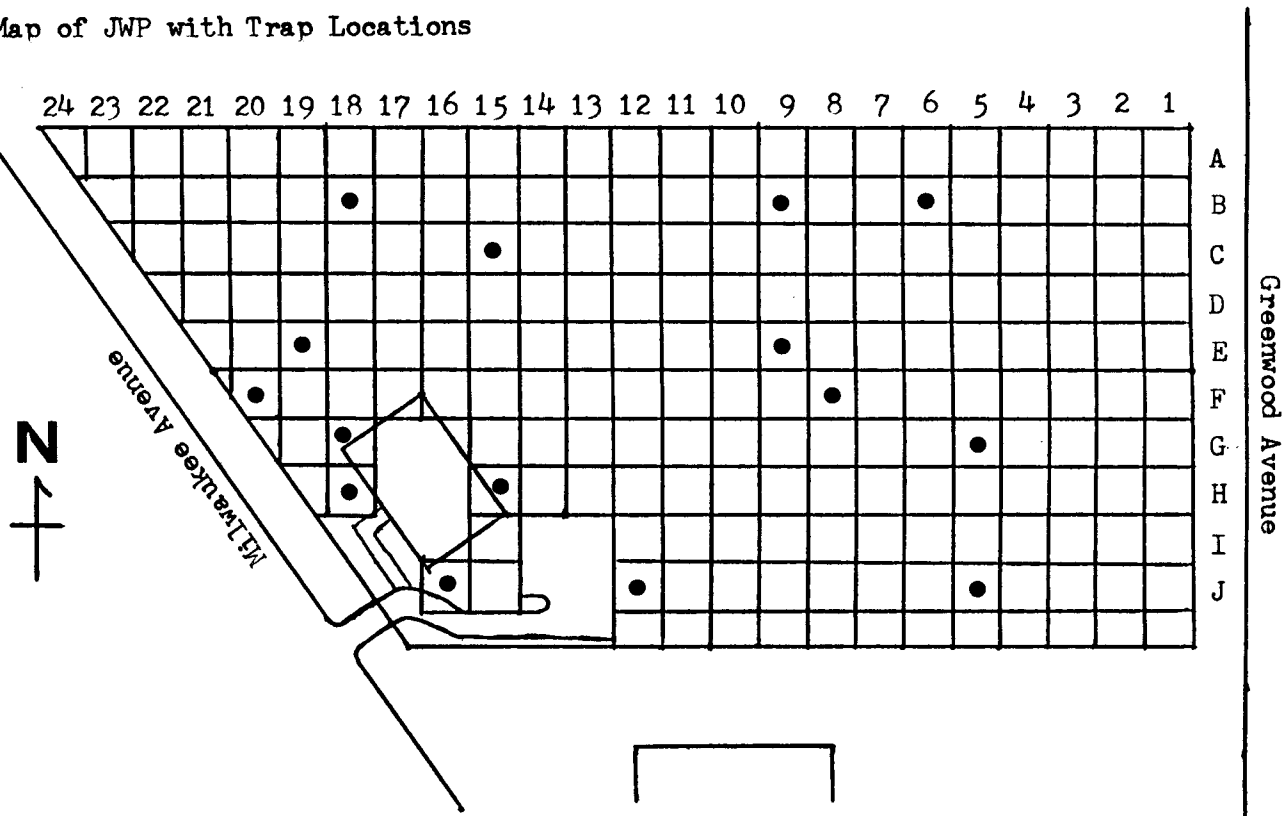 Map of JWP with Trap Locations
24 23 22 21 20 19 18 17 16 15 14 13 12 11 10 9 8 7 6 5 4 3 2 1
A
B
C
D
E
F
G
H
I
J
Milwaukee Avenue
Greenwood Avenue
N